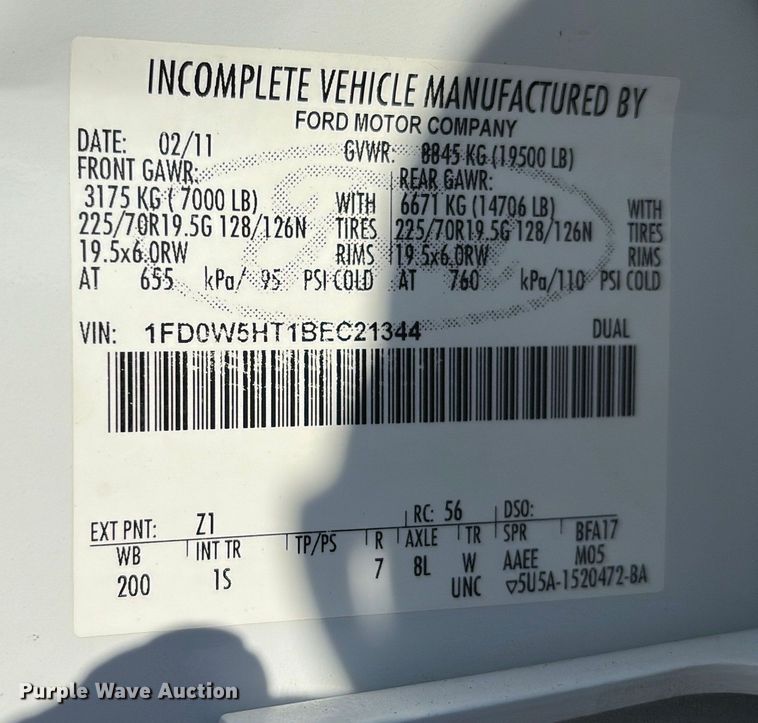 INCOMPLETE VEHICLE MANUFACTURED BY
FORD MOTOR COMPANY
DATE: 02/11 GVWR: 8845 KG (19500 LB)
FRONT GAWR: REAR GAWR:
3175 KG ( 7000 LB) WITH 6671 KG (14706 LB) WITH
225/70R19.5G 128/126N TIRES 225/70R19.5G 128/126N TIRES
19.5x6.0RW RIMS 19.5x6.0RW RIMS
AT 655 kPa/ 95 PSI COLD AT 760 kPa/110 PSI COLD
VIN: 1FD0W5HT1BEC21344 DUAL
EXT PNT: Z1 RC: 56 DSO:
WB INT TR TP/PS R AXLE TR SPR BFA17
200 1S 7 8L W AAEE M05
UNC ▽5U5A-1520472-BA
Purple Wave Auction